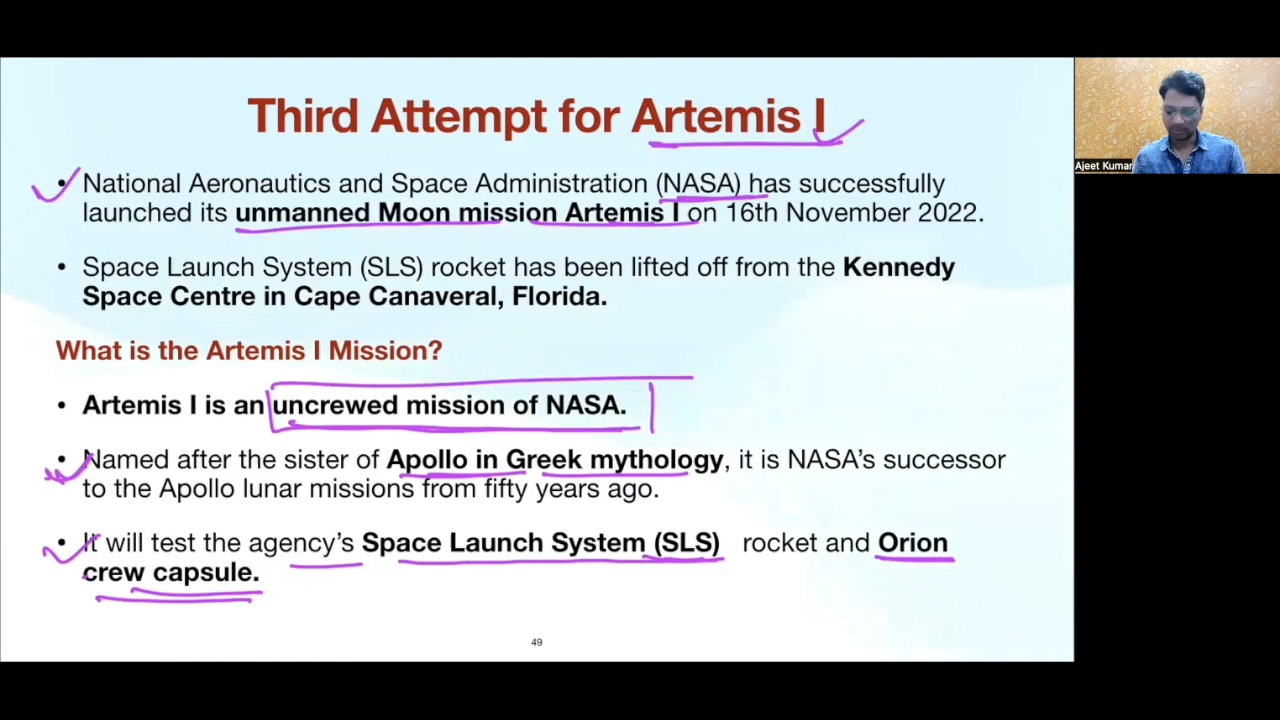 Third Attempt for Artemis I
• National Aeronautics and Space Administration (NASA) has successfully
launched its unmanned Moon mission Artemis I on 16th November 2022.
• Space Launch System (SLS) rocket has been lifted off from the Kennedy
Space Centre in Cape Canaveral, Florida.
What is the Artemis I Mission?
• Artemis I is an uncrewed mission of NASA.
• Named after the sister of Apollo in Greek mythology, it is NASA's successor
to the Apollo lunar missions from fifty years ago.
• It will test the agency's Space Launch System (SLS) rocket and Orion
crew capsule.
49
Ajeet Kumar